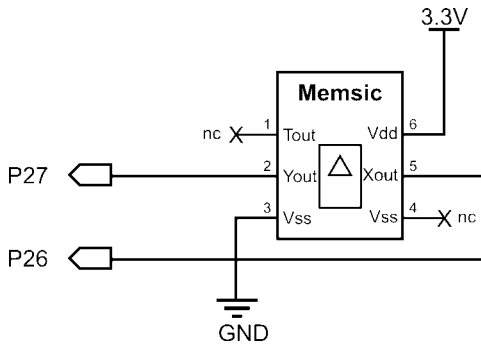 3.3V
Memsic
nc 1 Tout Vdd 6
P27 2 Yout Xout 5
3 Vss Vss 4 nc
P26
GND